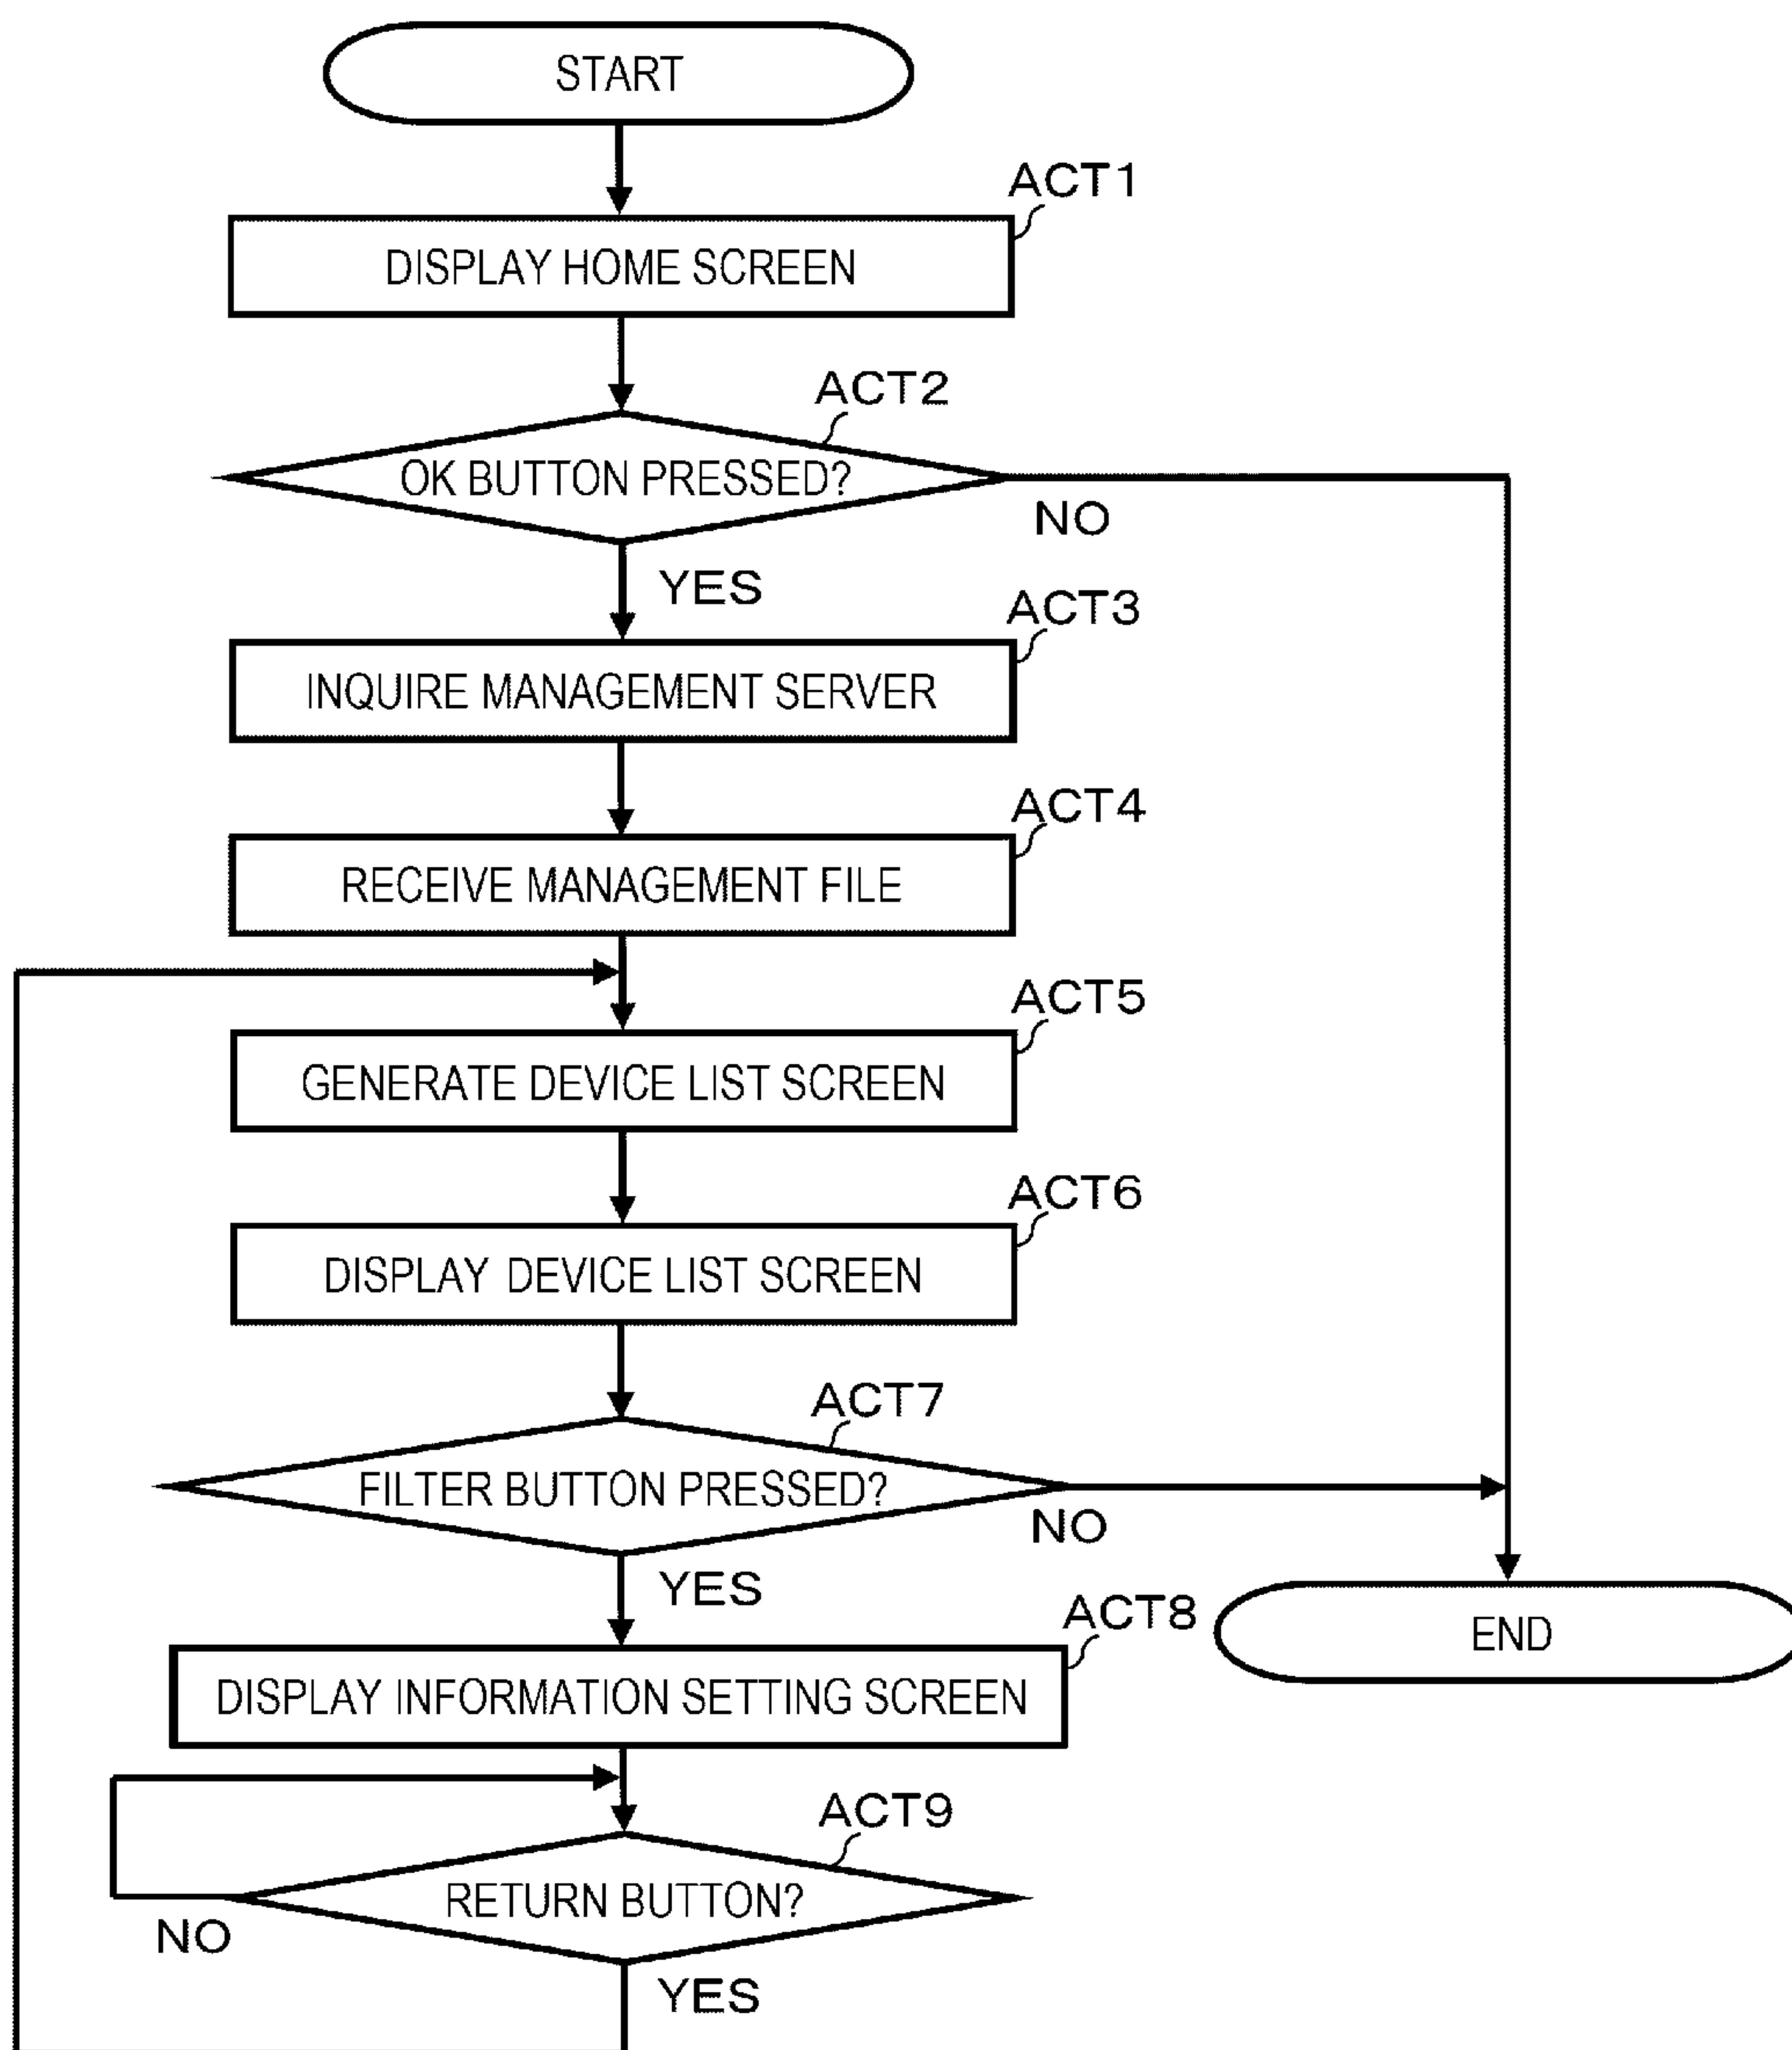 START
ACT1
DISPLAY HOME SCREEN
ACT2
OK BUTTON PRESSED?
NO
YES
ACT3
INQUIRE MANAGEMENT SERVER
ACT4
RECEIVE MANAGEMENT FILE
ACT5
GENERATE DEVICE LIST SCREEN
ACT6
DISPLAY DEVICE LIST SCREEN
ACT7
FILTER BUTTON PRESSED?
NO
YES
ACT8
DISPLAY INFORMATION SETTING SCREEN
END
ACT9
RETURN BUTTON?
NO
YES